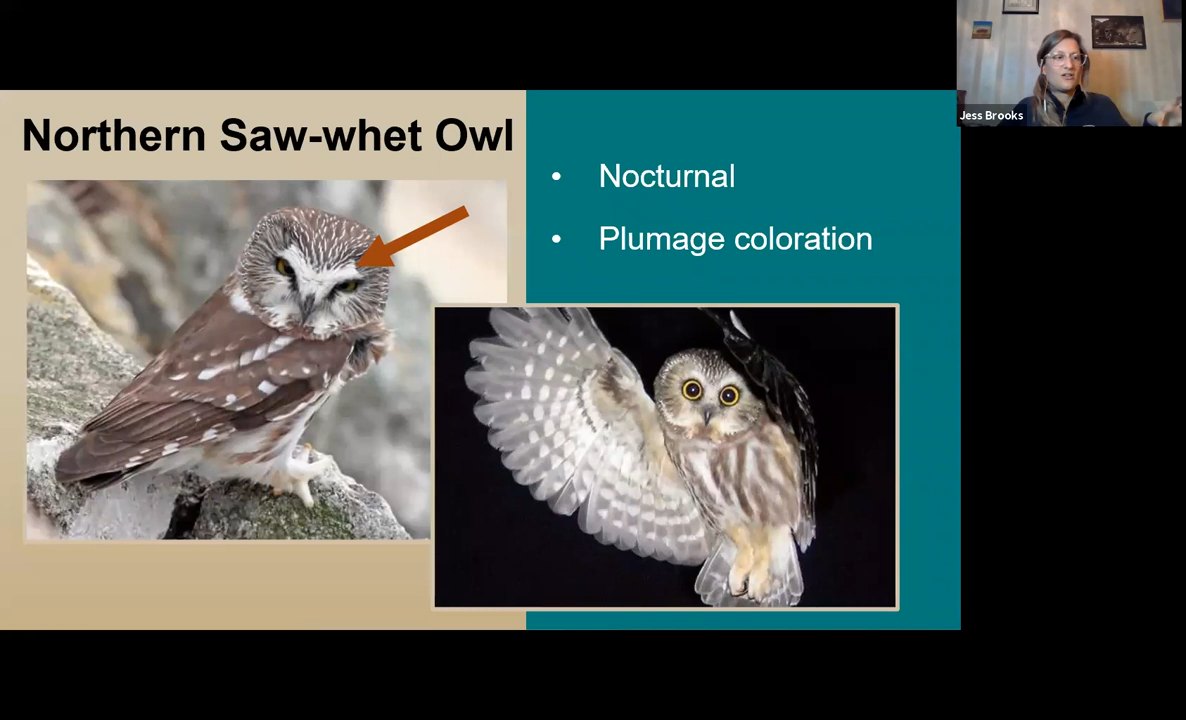 Northern Saw-whet Owl
• Nocturnal
• Plumage coloration
Jess Brooks